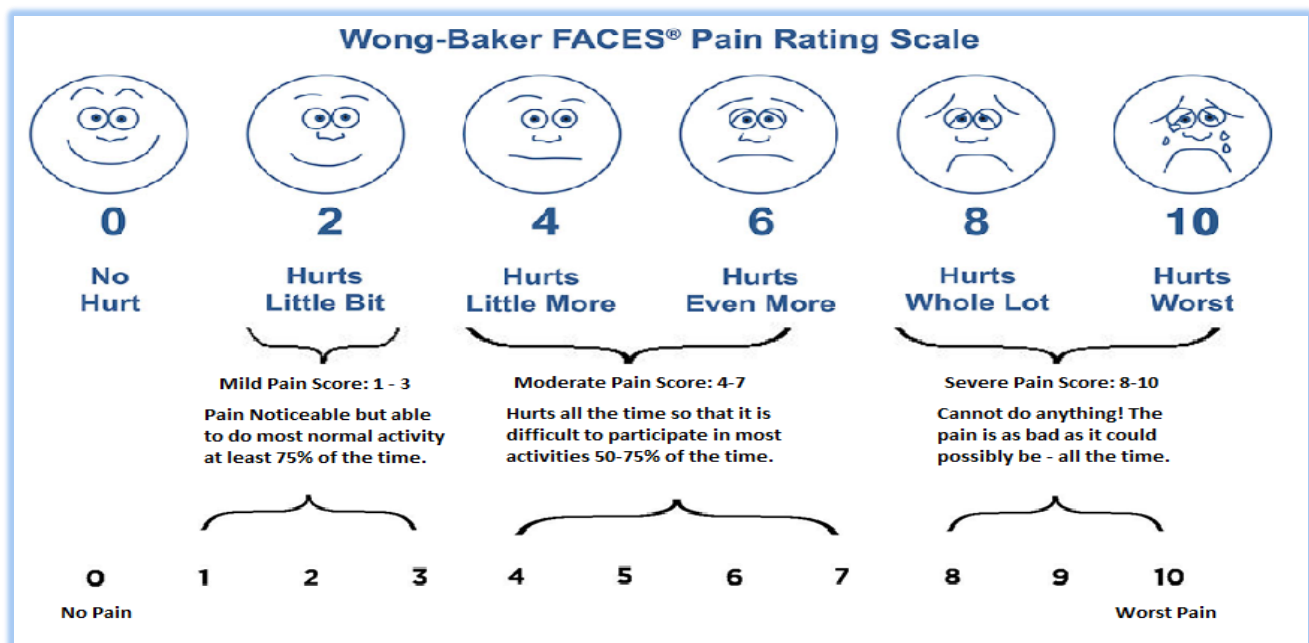 Wong-Baker FACES® Pain Rating Scale
0 2 4 6 8 10
No Hurt Hurts Hurts Hurts Hurts
Hurt Little Bit Little More Even More Whole Lot Worst
Mild Pain Score: 1 - 3
Pain Noticeable but able
to do most normal activity
at least 75% of the time.
Moderate Pain Score: 4-7
Hurts all the time so that it is
difficult to participate in most
activities 50-75% of the time.
Severe Pain Score: 8-10
Cannot do anything! The
pain is as bad as it could
possibly be - all the time.
0 1 2 3 4 5 6 7 8 9 10
No Pain Worst Pain